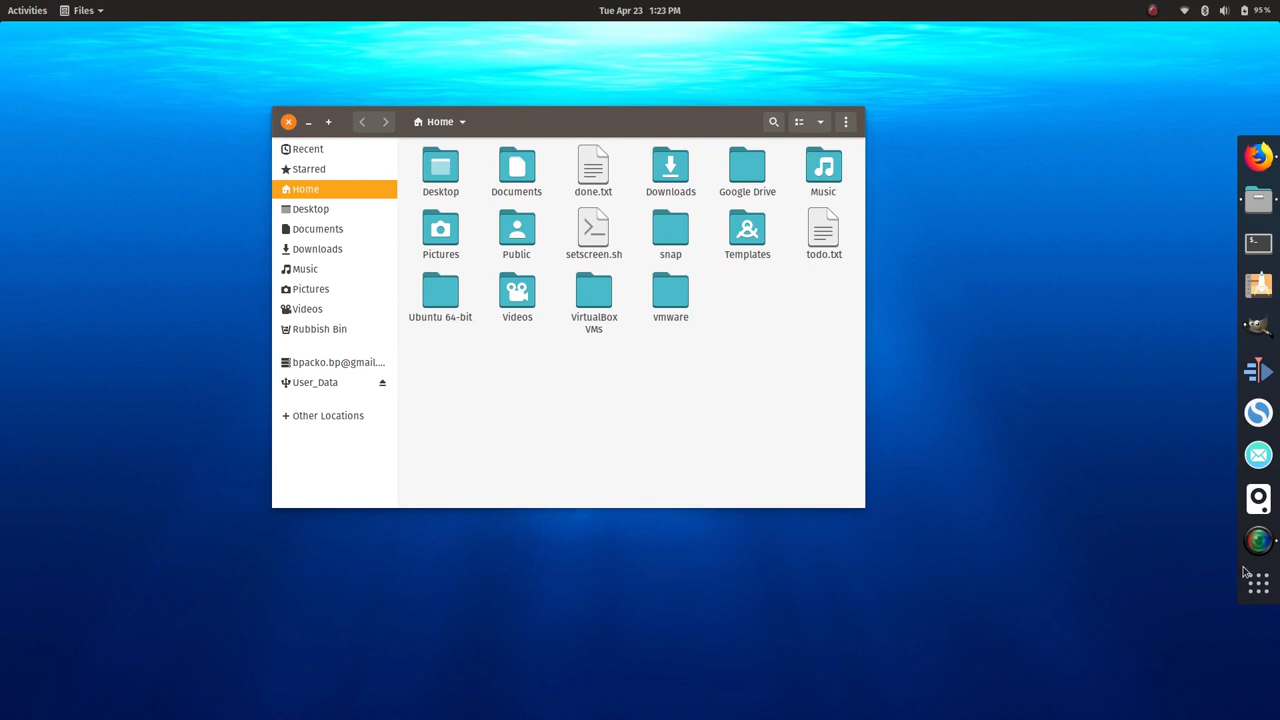 Activities Files Tue Apr 23 1:23 PM 95 %
Home
Recent
Starred
Home
Desktop
Documents
Downloads
Music
Pictures
Videos
Rubbish Bin
bpacko.bp@gmail....
User_Data
Other Locations
Desktop Documents done.txt Downloads Google Drive Music
Pictures Public setscreen.sh snap Templates todo.txt
Ubuntu 64-bit Videos VirtualBox vmware
VMs
$_